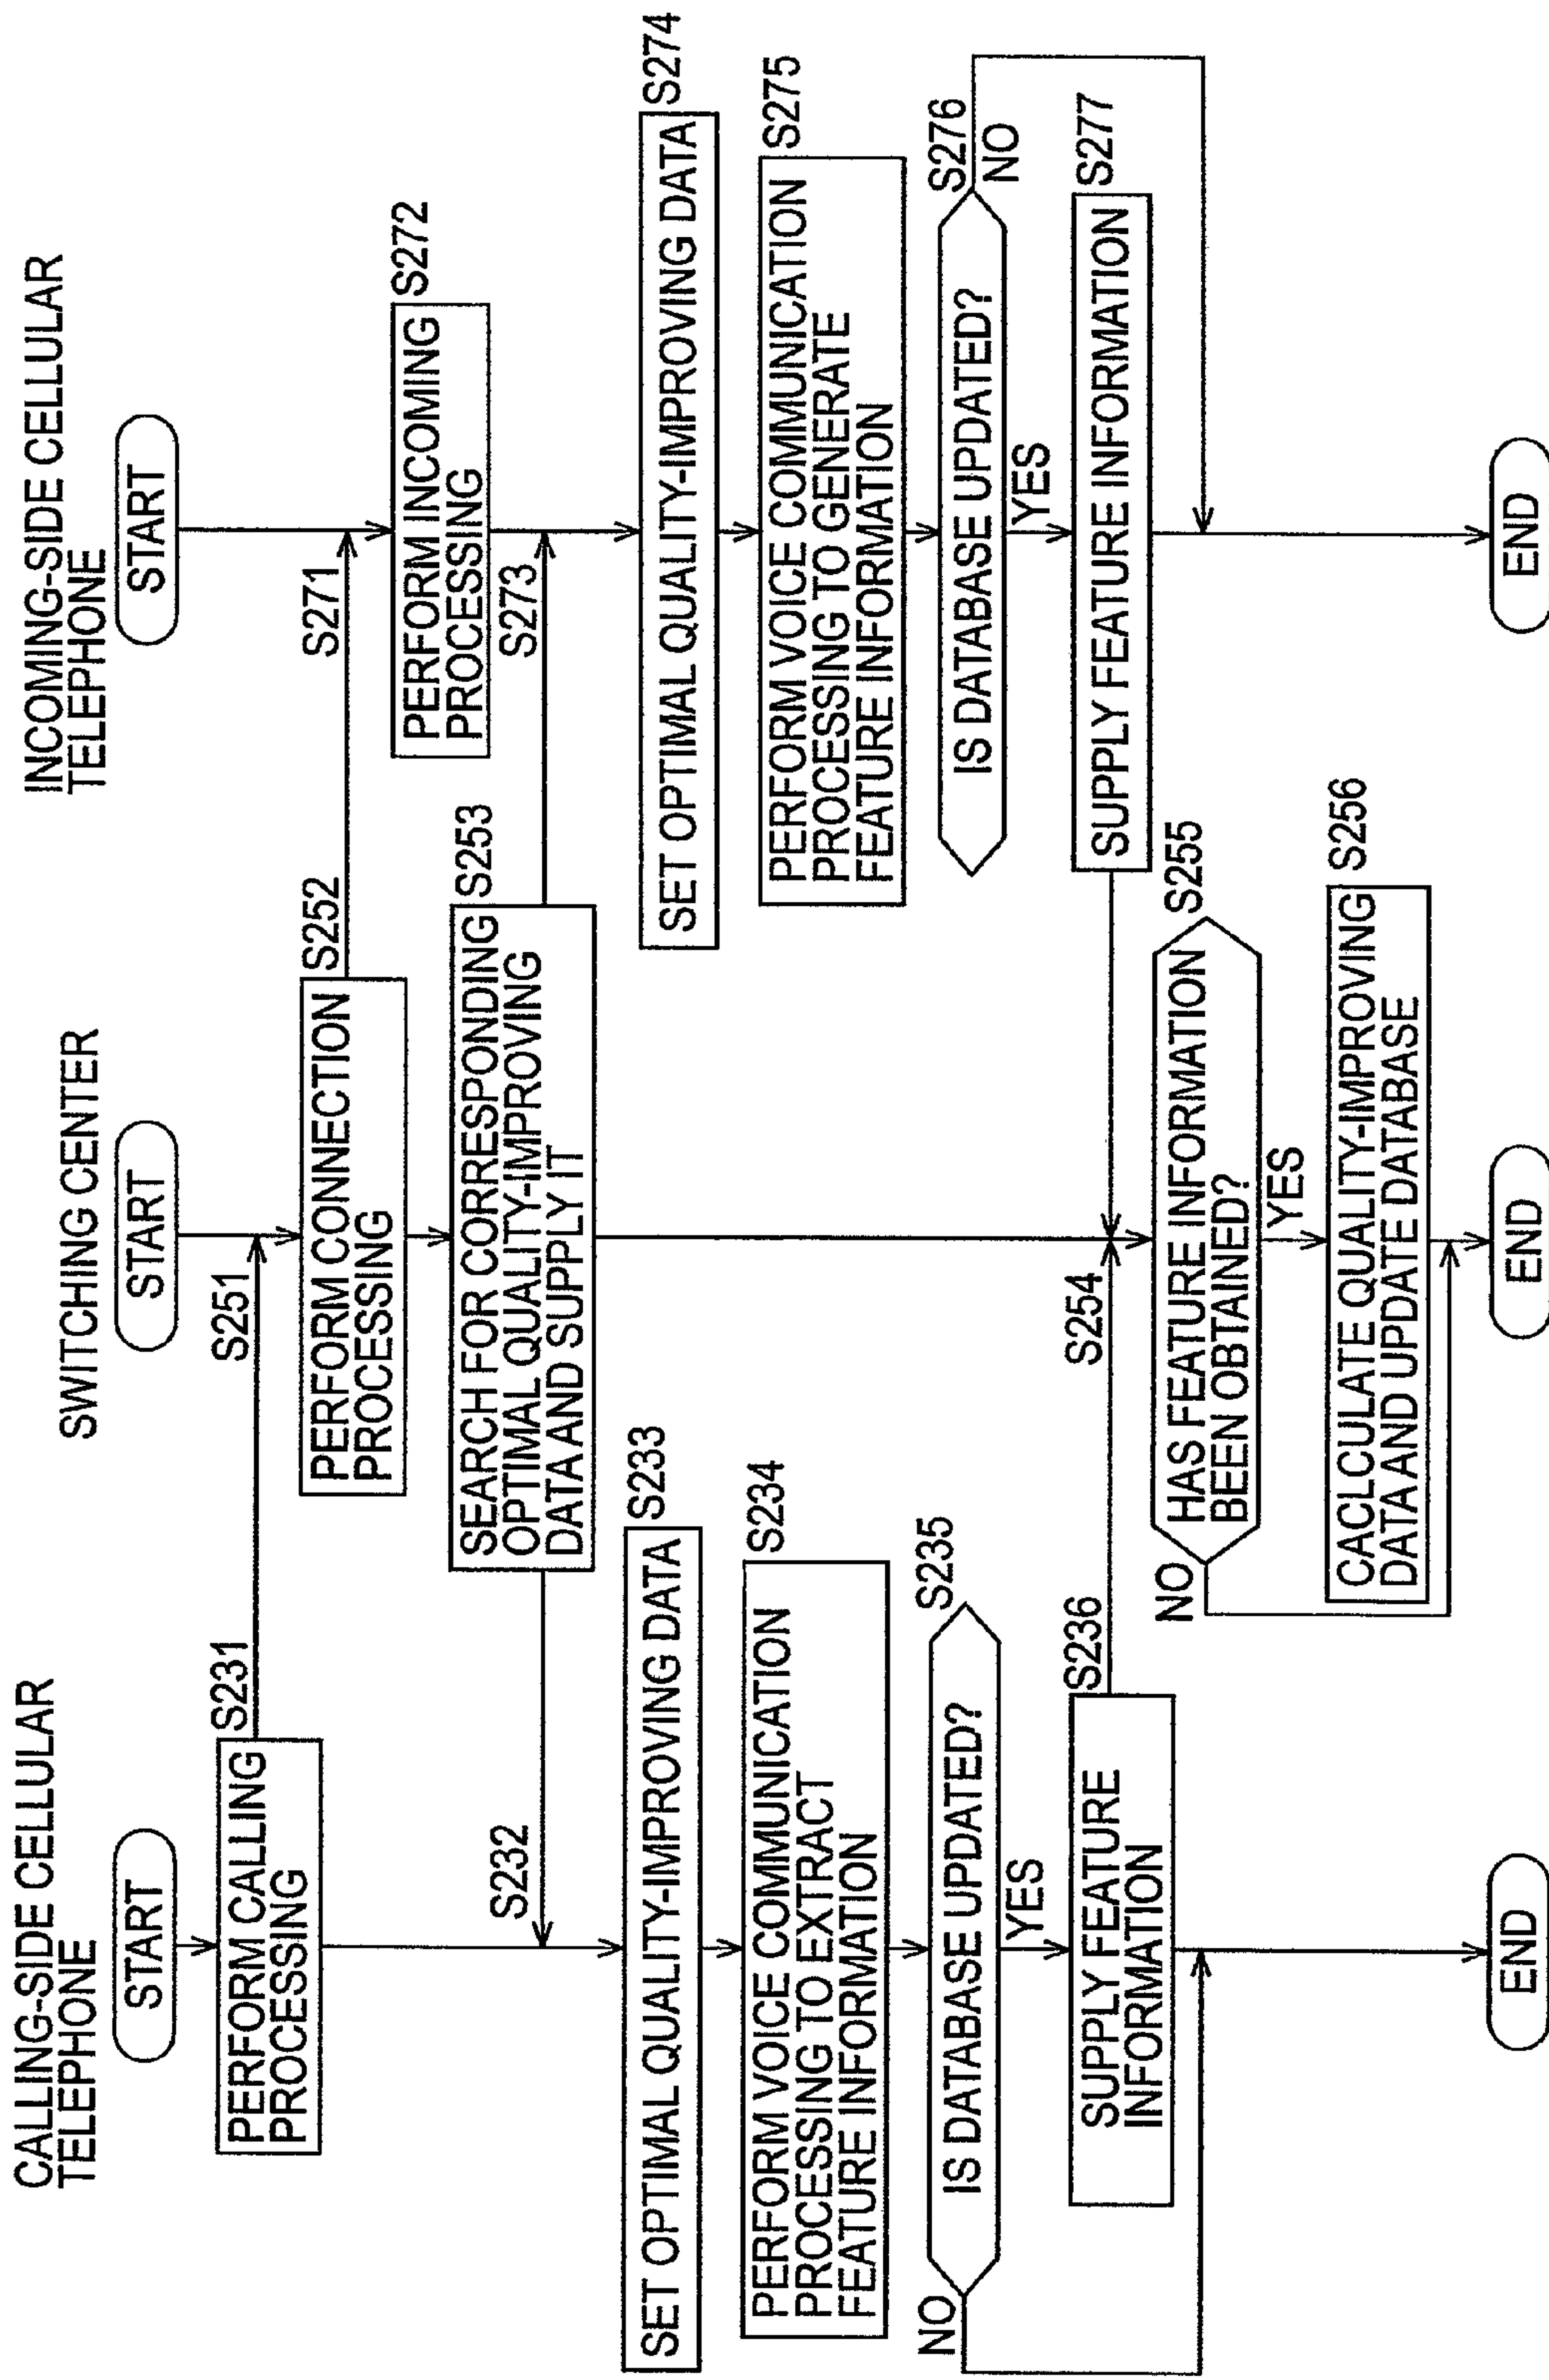 CALLING-SIDE CELLULAR
TELEPHONE
START
S231
PERFORM CALLING
PROCESSING
S232
S233
SET OPTIMAL QUALITY-IMPROVING DATA
S234
PERFORM VOICE COMMUNICATION
PROCESSING TO EXTRACT
FEATURE INFORMATION
S235
IS DATABASE UPDATED?
NO
YES
S236
SUPPLY FEATURE
INFORMATION
END
SWITCHING CENTER
START
S251
S252
PERFORM CONNECTION
PROCESSING
S253
SEARCH FOR CORRESPONDING
OPTIMAL QUALITY-IMPROVING
DATA AND SUPPLY IT
S254
S255
HAS FEATURE INFORMATION
BEEN OBTAINED?
NO
YES
S256
CACLCULATE QUALITY-IMPROVING
DATA AND UPDATE DATABASE
END
INCOMING-SIDE CELLULAR
TELEPHONE
START
S271
S272
PERFORM INCOMING
PROCESSING
S273
S274
SET OPTIMAL QUALITY-IMPROVING DATA
S275
PERFORM VOICE COMMUNICATION
PROCESSING TO GENERATE
FEATURE INFORMATION
S276
IS DATABASE UPDATED?
NO
YES
S277
SUPPLY FEATURE INFORMATION
END